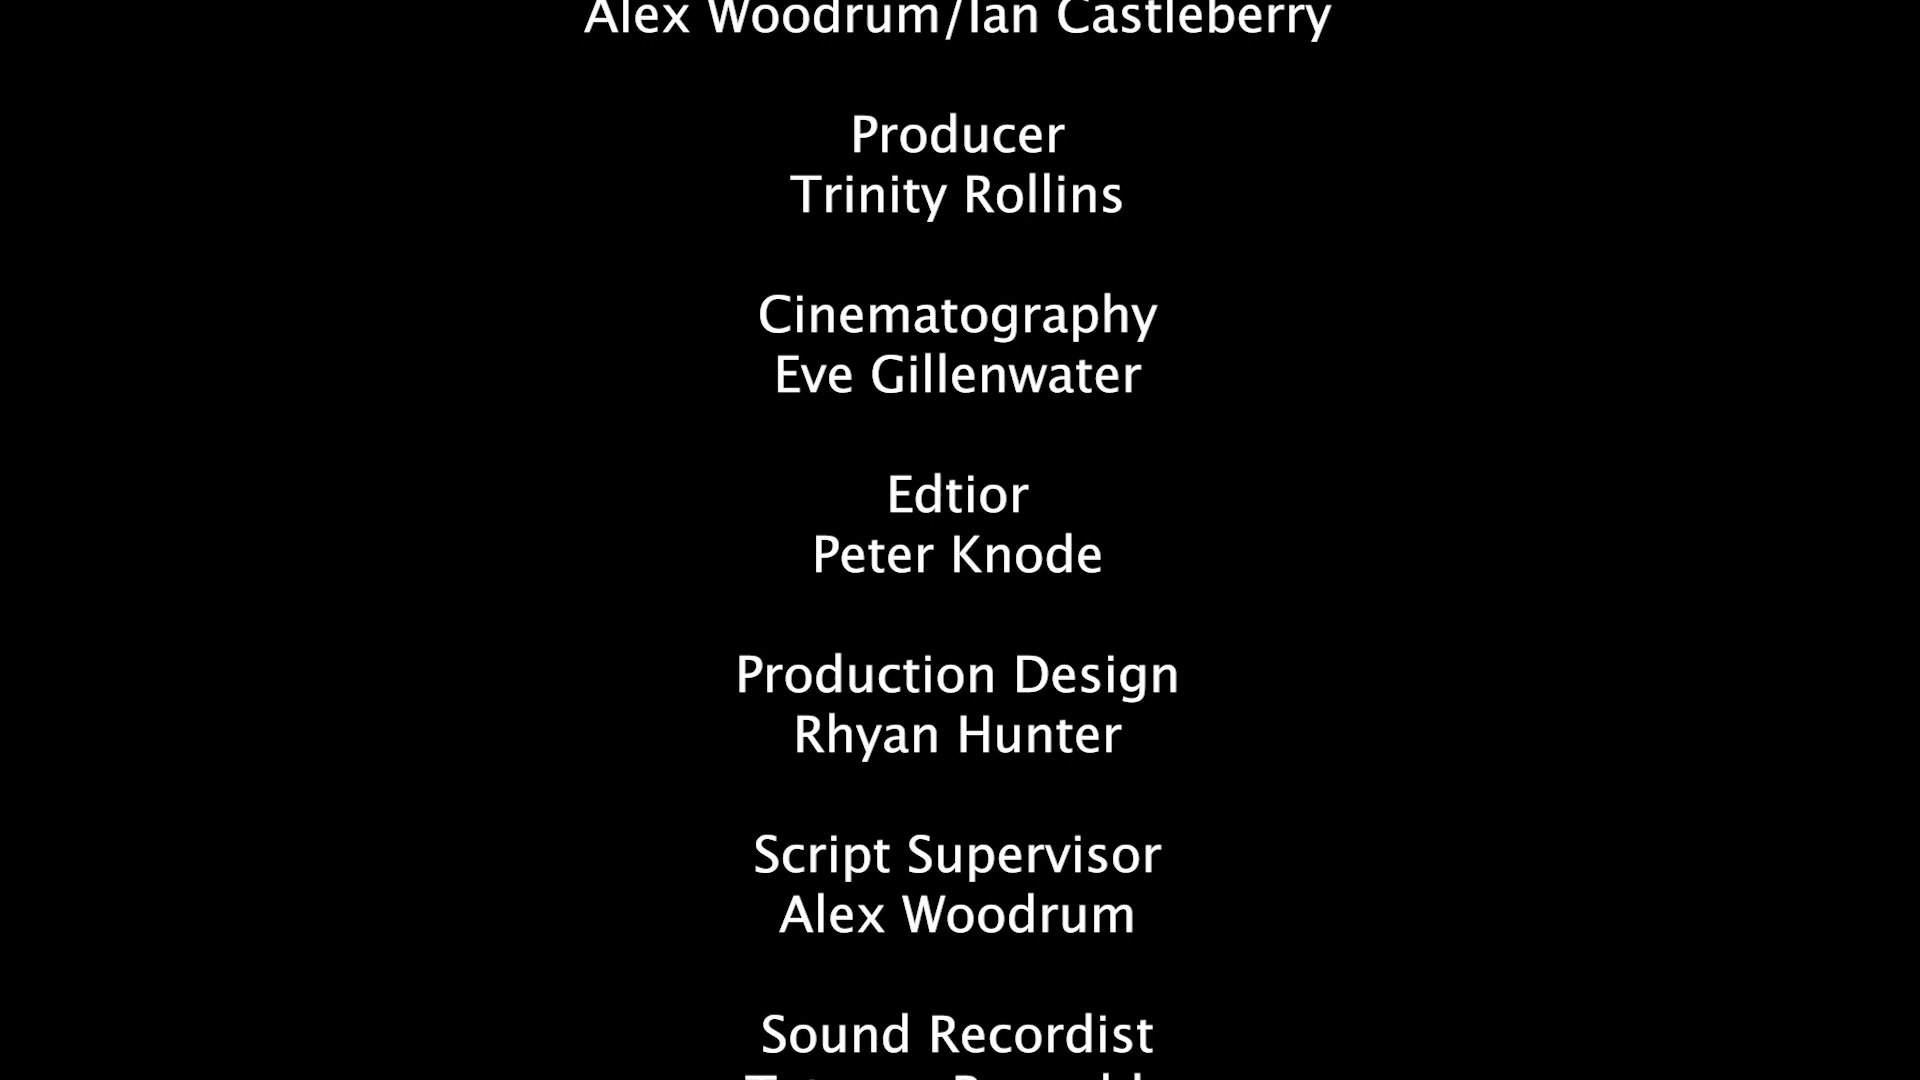 Alex Woodrum/Ian Castleberry
Producer
Trinity Rollins
Cinematography
Eve Gillenwater
Edtior
Peter Knode
Production Design
Rhyan Hunter
Script Supervisor
Alex Woodrum
Sound Recordist